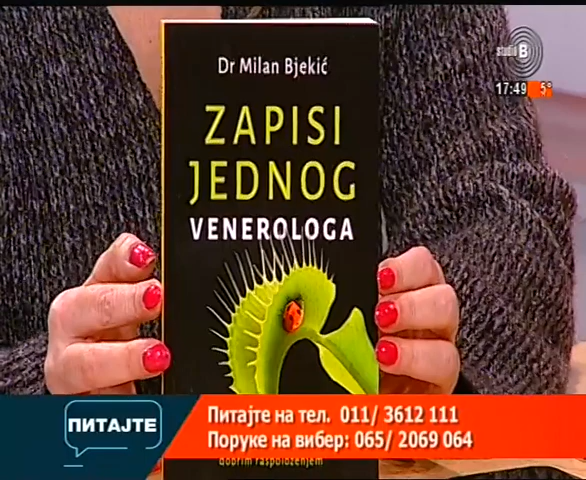 Dr Milan Bjekić
studio B
17:49 5°
ZAPISI
JEDNOG
VENEROLOGA
ПИТАЈТЕ
Питајте на тел. 011/ 3612 111
Поруке на вибер: 065/ 2069 064
dobrim raspoloženjem